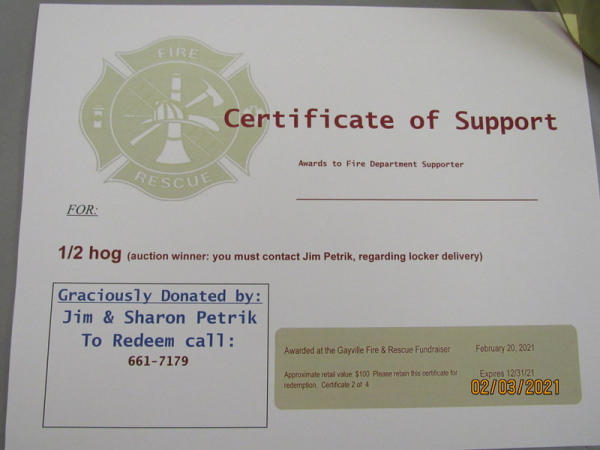 FIRE
RESCUE
Certificate of Support
Awards to Fire Department Supporter
FOR:
1/2 hog (auction winner: you must contact Jim Petrik, regarding locker delivery)
Graciously Donated by:
Jim & Sharon Petrik
To Redeem call:
661-7179
Awarded at the Gayville Fire & Rescue Fundraiser February 20, 2021
Approximate retail value: $100 Please retain this certificate for
redemption. Certificate 2 of 4
Expires 12/31/21
02/03/2021